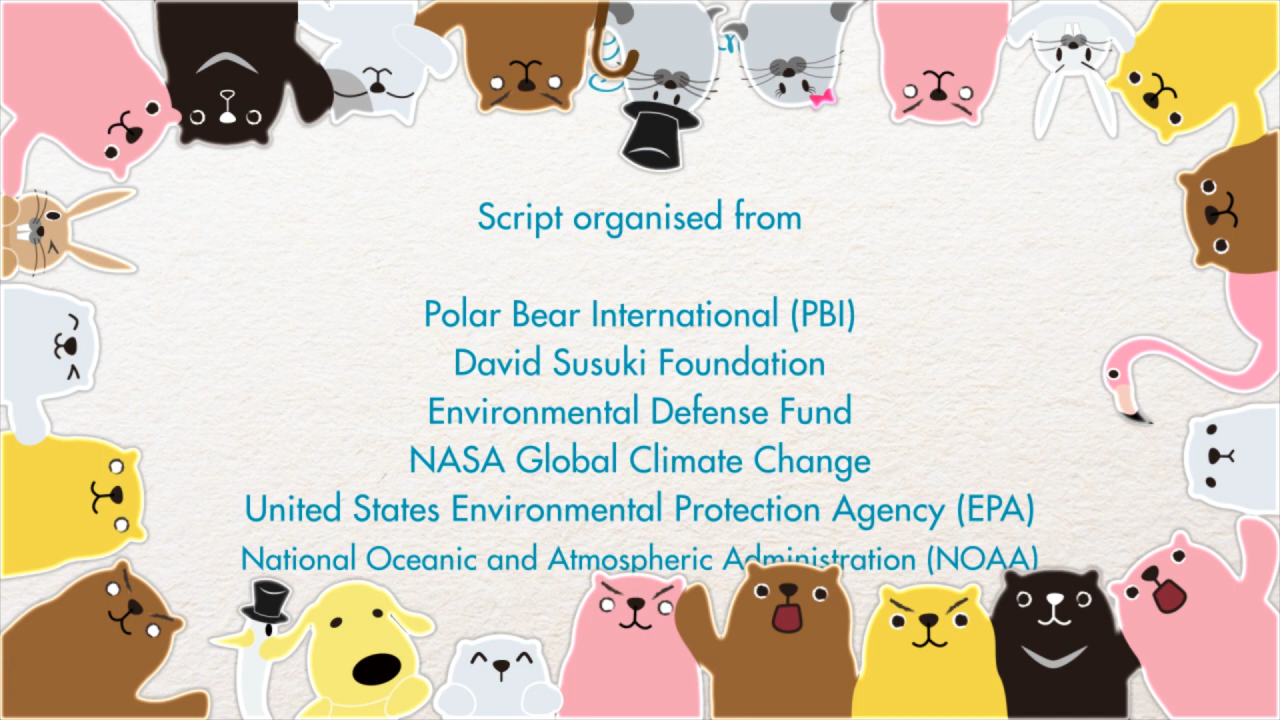 Script organised from
Polar Bear International (PBI)
David Susuki Foundation
Environmental Defense Fund
NASA Global Climate Change
United States Environmental Protection Agency (EPA)
National Oceanic and Atmospheric Administration (NOAA)